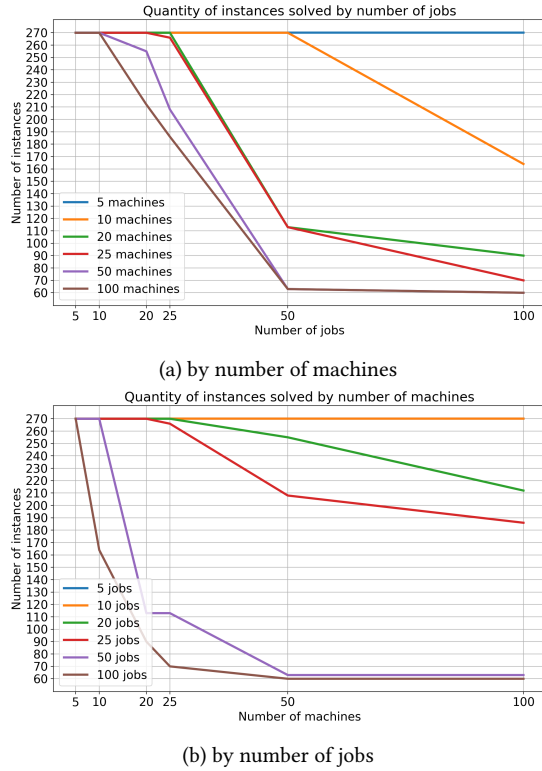 Quantity of instances solved by number of jobs
270
260
250
240
230
220
210
200
190
180
170
160
150
140
130
120
110
100
90
80
70
60
Number of instances
5 machines
10 machines
20 machines
25 machines
50 machines
100 machines
5 10 20 25 50 100
Number of jobs
(a) by number of machines
Quantity of instances solved by number of machines
270
260
250
240
230
220
210
200
190
180
170
160
150
140
130
120
110
100
90
80
70
60
Number of instances
5 jobs
10 jobs
20 jobs
25 jobs
50 jobs
100 jobs
5 10 20 25 50 100
Number of machines
(b) by number of jobs